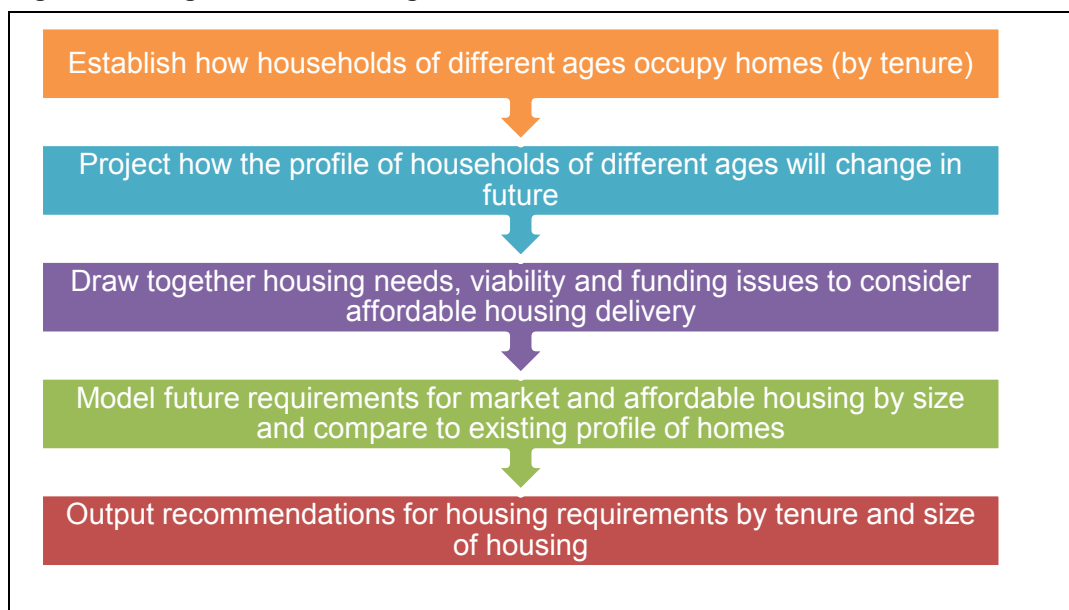 Establish how households of different ages occupy homes (by tenure)
Project how the profile of households of different ages will change in
future
Draw together housing needs, viability and funding issues to consider
affordable housing delivery
Model future requirements for market and affordable housing by size
and compare to existing profile of homes
Output recommendations for housing requirements by tenure and size
of housing